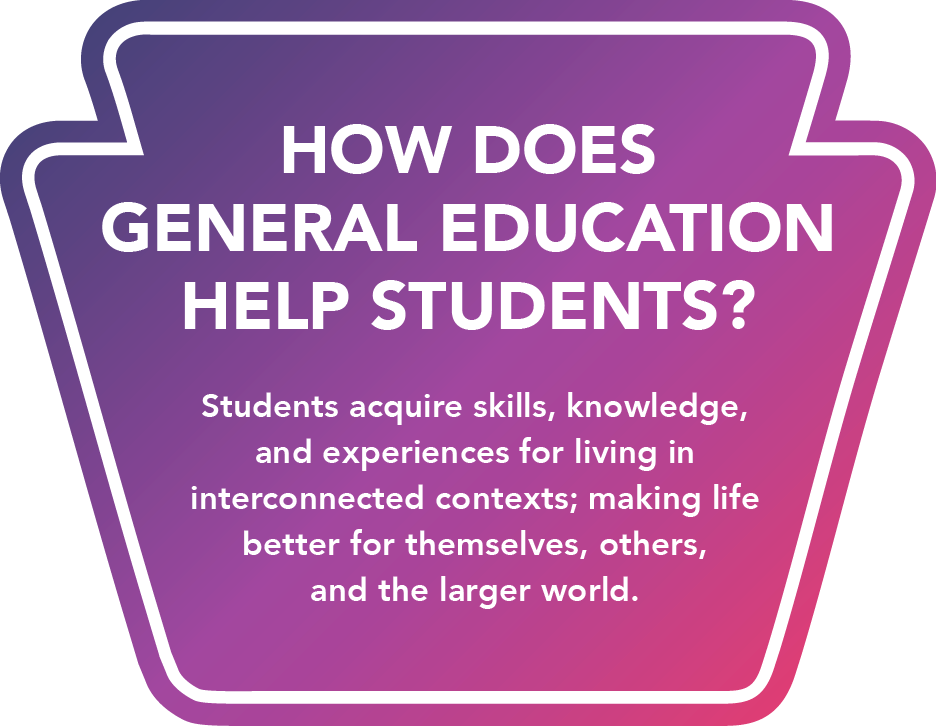 HOW DOES
GENERAL EDUCATION
HELP STUDENTS?
Students acquire skills, knowledge,
and experiences for living in
interconnected contexts; making life
better for themselves, others,
and the larger world.